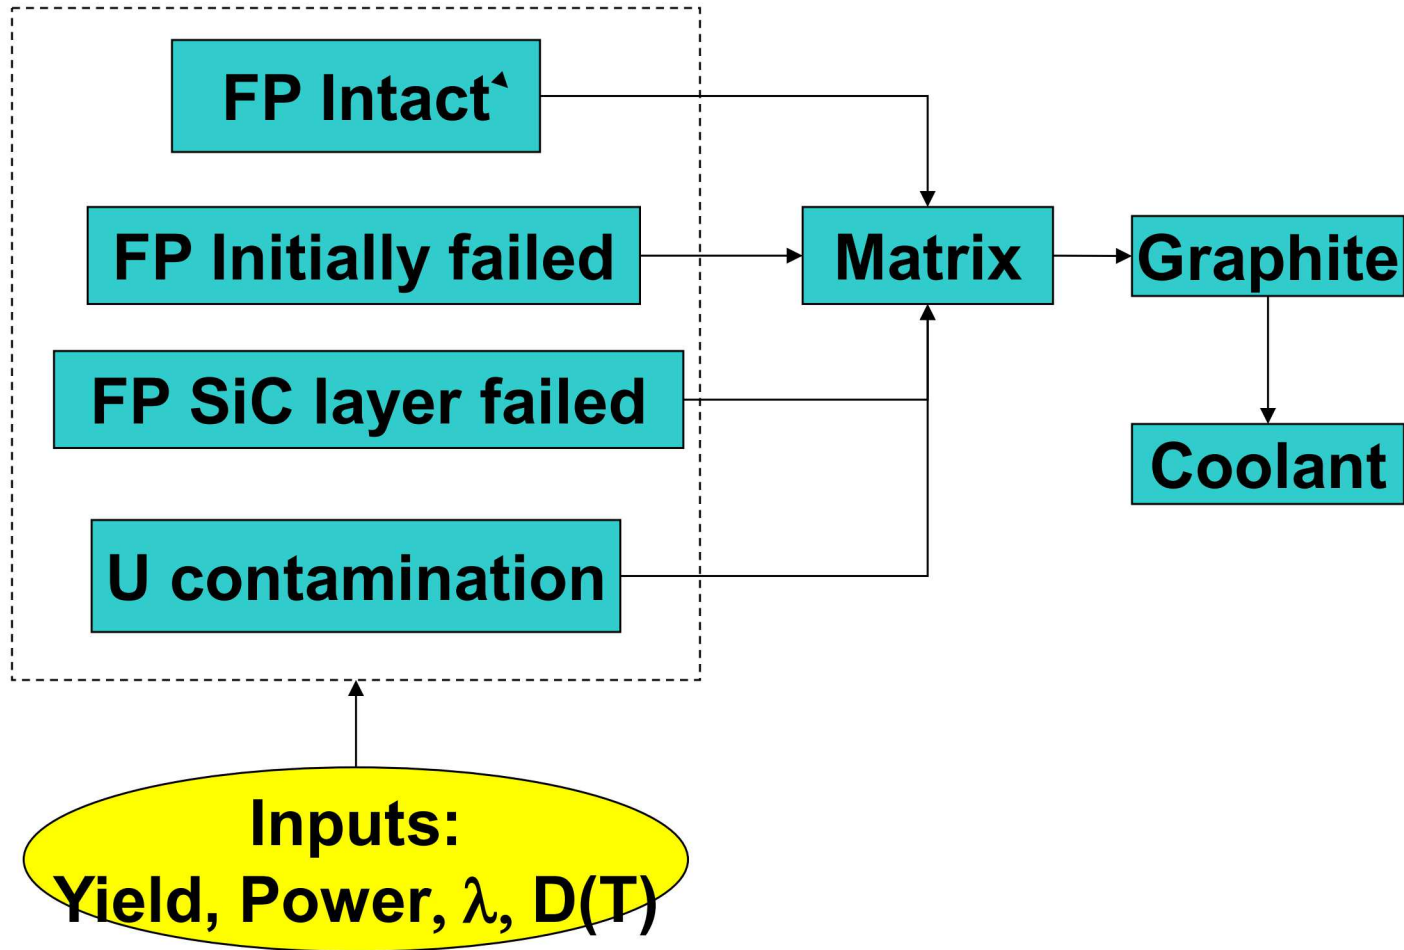 FP Intact
FP Initially failed
Matrix
Graphite
FP SiC layer failed
Coolant
U contamination
Inputs:
Yield, Power, λ, D(T)